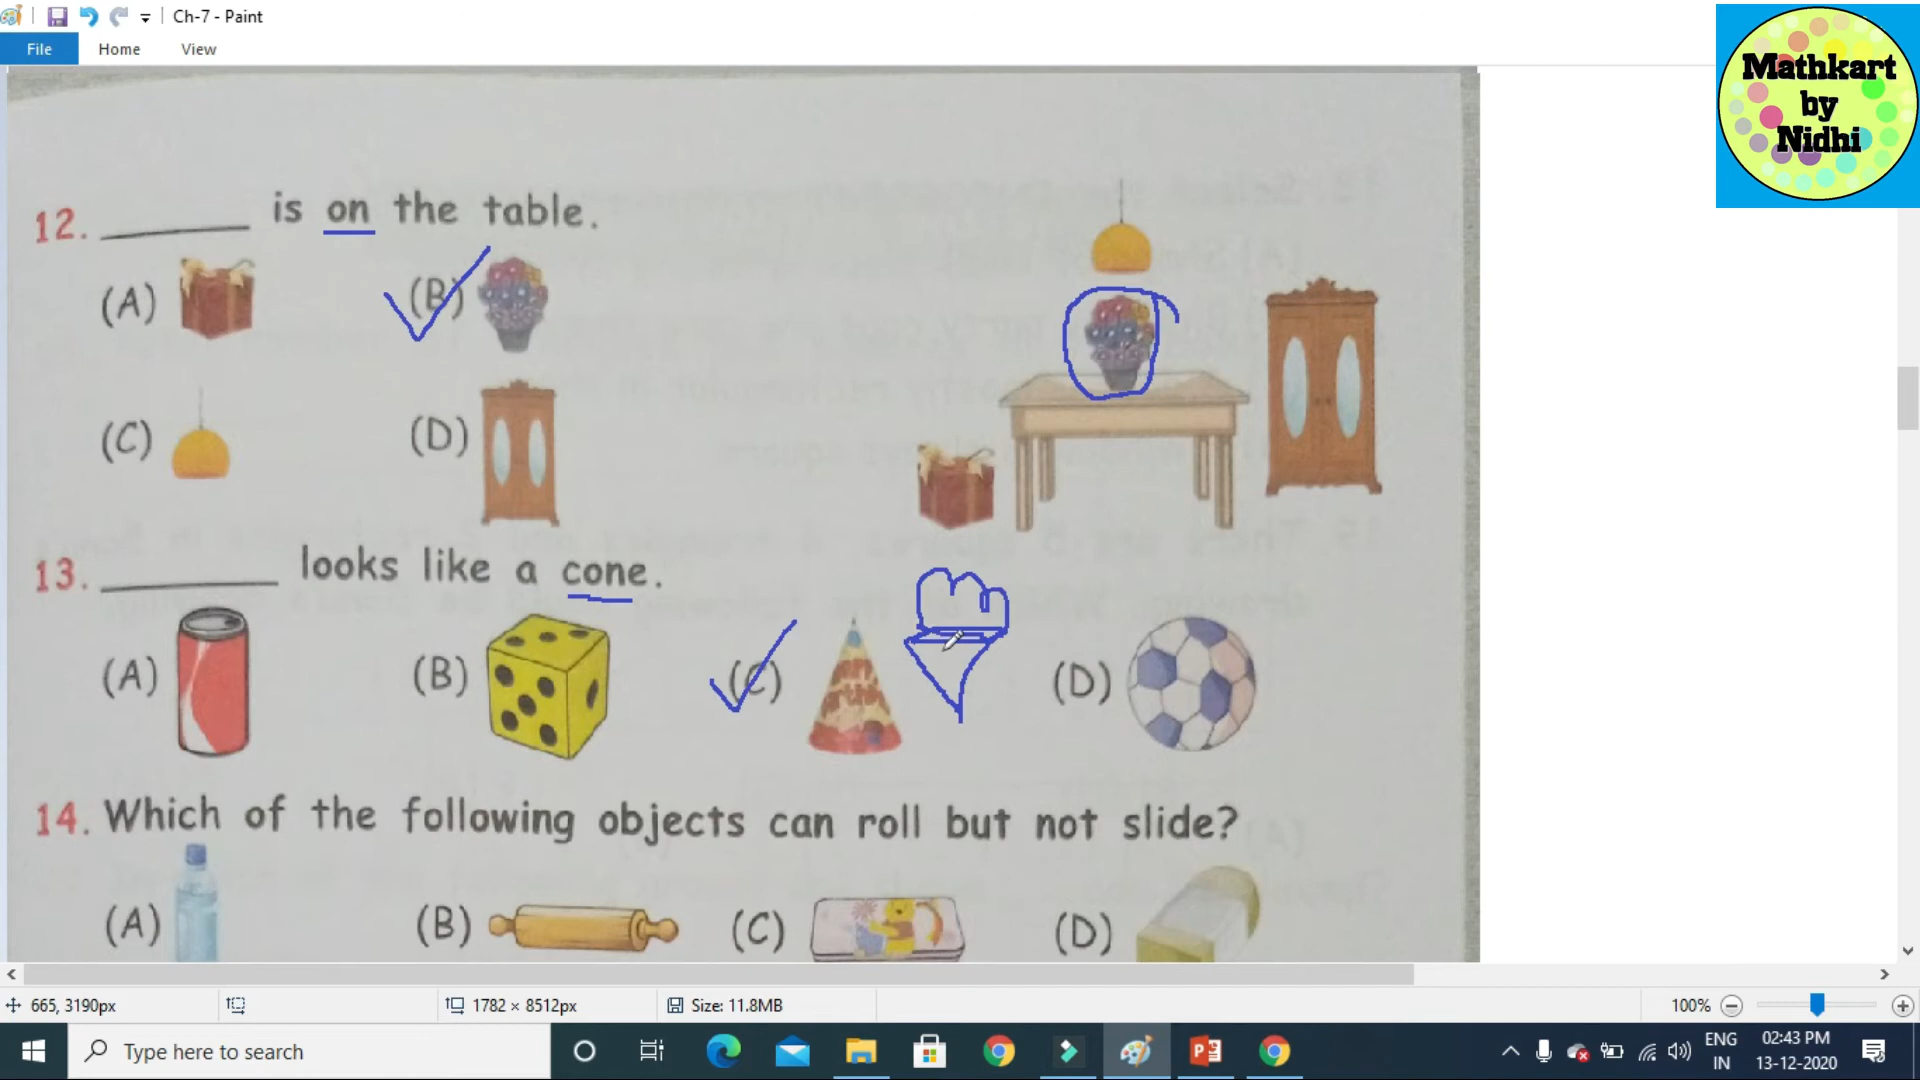 Ch-7 - Paint
File Home View
Mathkart
by
Nidhi
12. ______ is on the table.
(A) (B)
(C) (D)
13. ______ looks like a cone.
(A) (B) (C) (D)
14. Which of the following objects can roll but not slide?
(A) (B) (C) (D)
665, 3190px 1782 × 8512px Size: 11.8MB 100%
Type here to search
ENG 02:43 PM
IN 13-12-2020